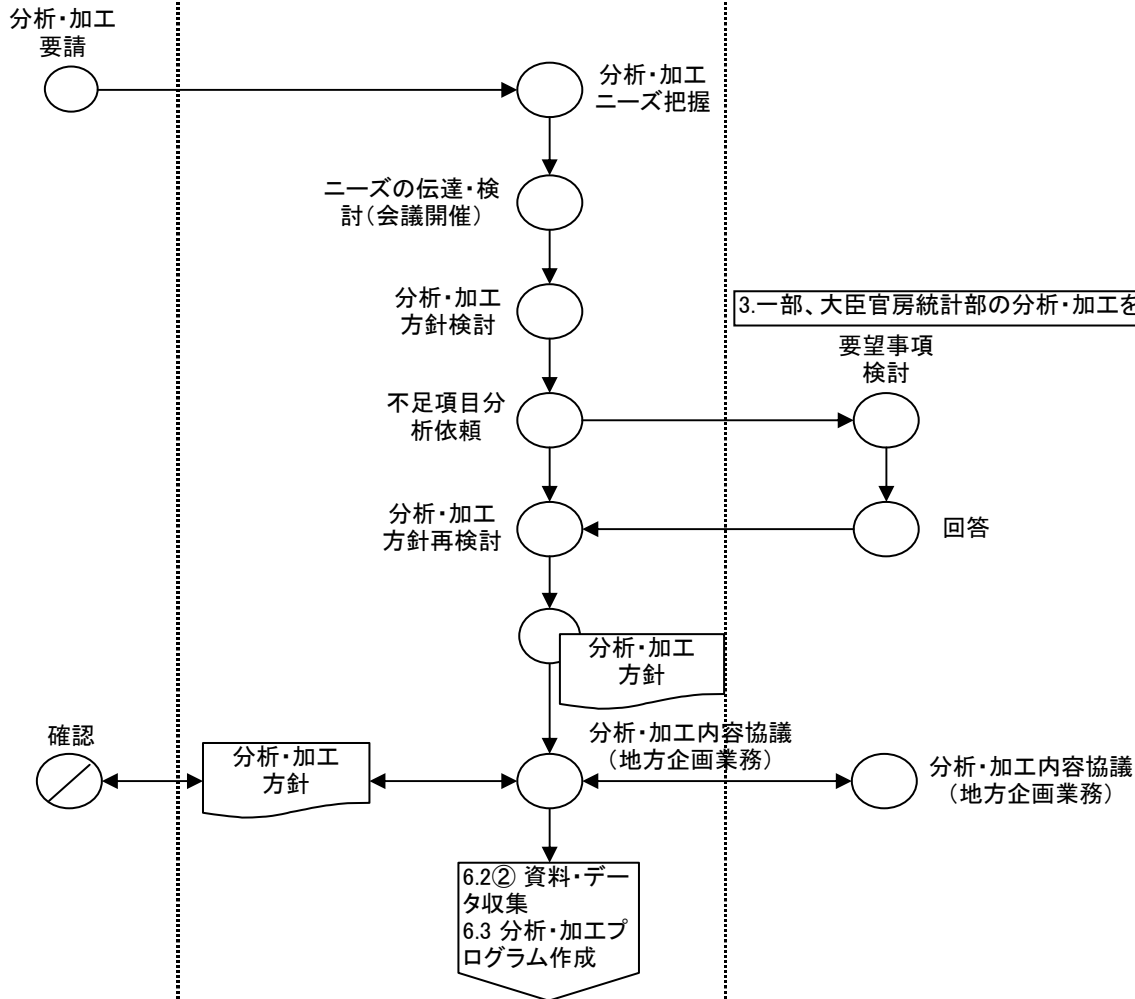 分析・加工
要請
分析・加工
ニーズ把握
ニーズの伝達・検
討（会議開催）
分析・加工
方針検討
3.一部、大臣官房統計部の分析・加工を
要望事項
検討
不足項目分
析依頼
分析・加工
方針再検討
回答
分析・加工
方針
確認
分析・加工
方針
分析・加工内容協議
（地方企画業務）
分析・加工内容協議
（地方企画業務）
6.2② 資料・デー
タ収集
6.3 分析・加工プ
ログラム作成